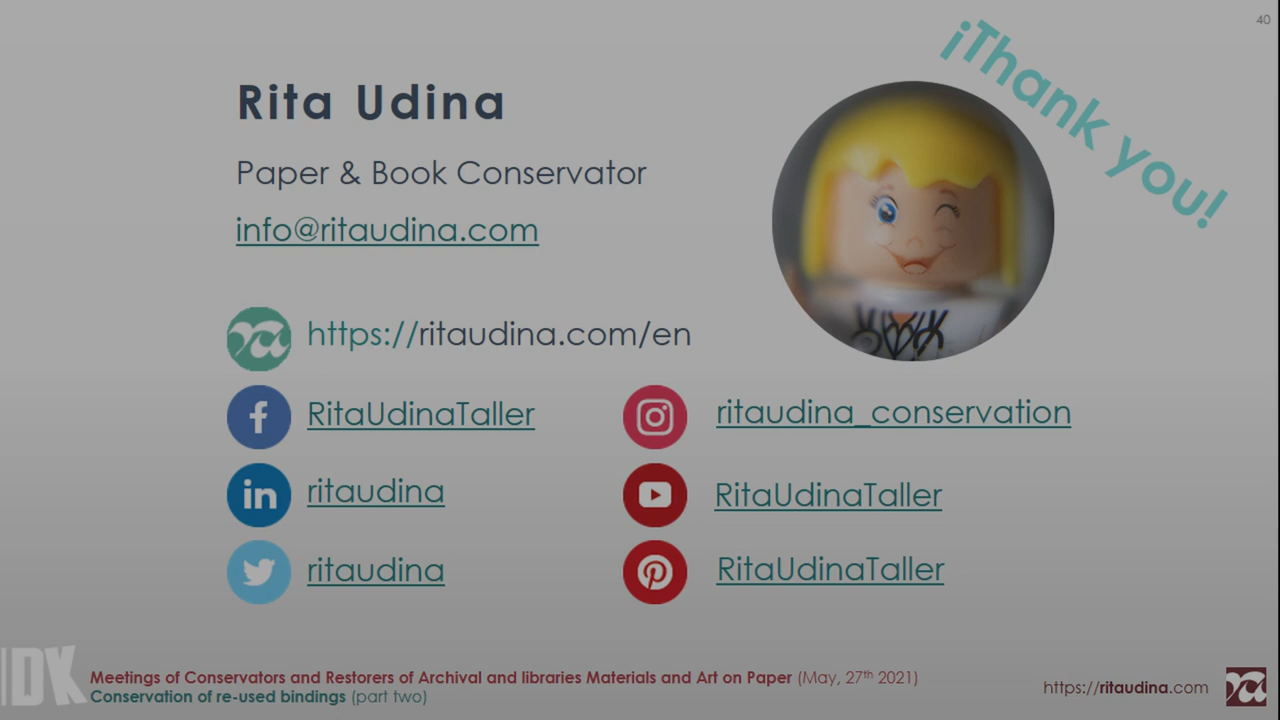 40
¡Thank you!
Rita Udina
Paper & Book Conservator
info@ritaudina.com
https://ritaudina.com/en
RitaUdinaTaller
ritaudina_conservation
ritaudina
RitaUdinaTaller
ritaudina
RitaUdinaTaller
IDK
Meetings of Conservators and Restorers of Archival and libraries Materials and Art on Paper (May, 27th 2021)
Conservation of re-used bindings (part two)
https://ritaudina.com